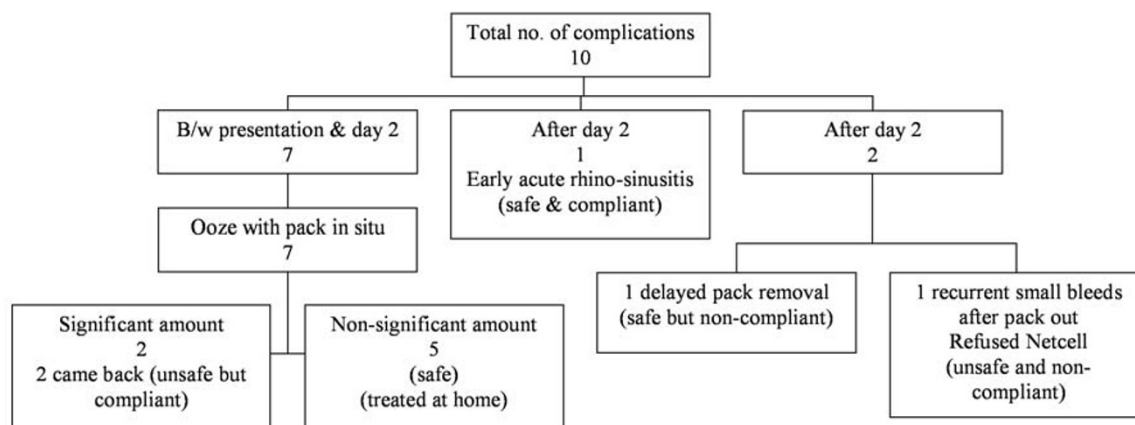 Total no. of complications
10
B/w presentation & day 2
7
After day 2
1
Early acute rhino-sinusitis
(safe & compliant)
After day 2
2
Ooze with pack in situ
7
1 delayed pack removal
(safe but non-compliant)
1 recurrent small bleeds
after pack out
Refused Netcell
(unsafe and non-
compliant)
Significant amount
2
2 came back (unsafe but
compliant)
Non-significant amount
5
(safe)
(treated at home)